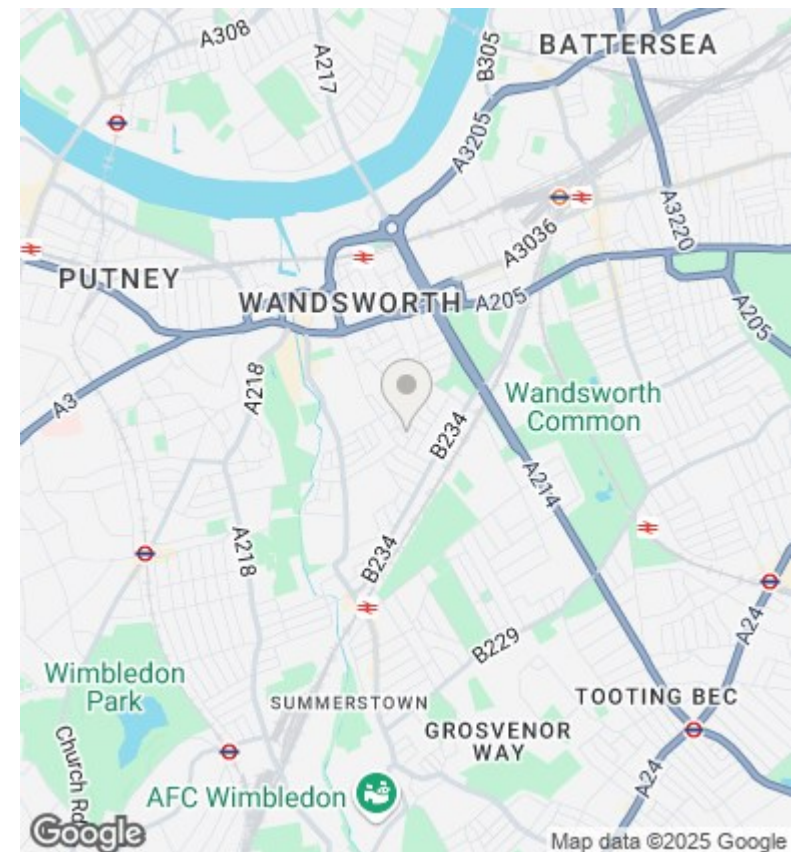 A308
A217
B305
BATTERSEA
A3205
A3205
A3220
A3036
PUTNEY
WANDSWORTH
A205
A205
A3
A218
Wandsworth
Common
B234
A214
A218
B234
B229
A24
Wimbledon
Park
SUMMERSTOWN
TOOTING BEC
GROSVENOR
WAY
Church Rd
A24
AFC Wimbledon
Google
Map data ©2025 Google